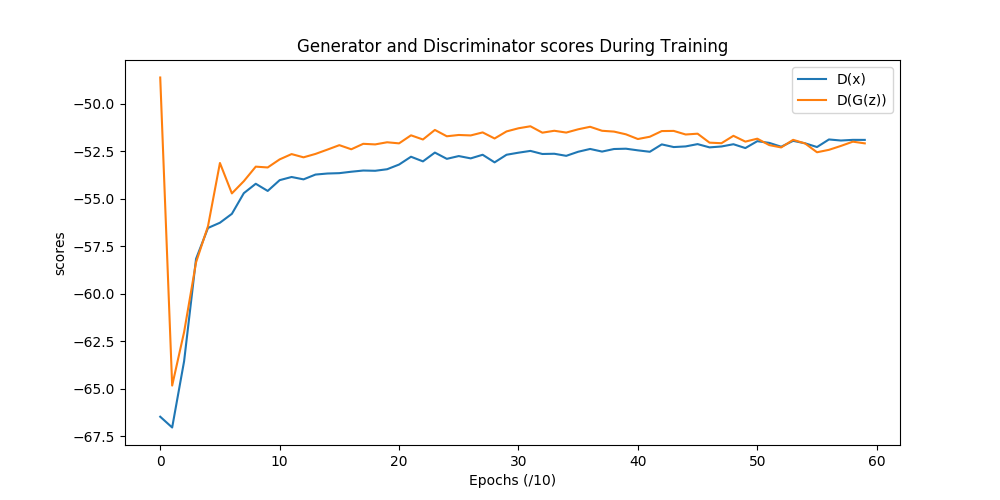 Generator and Discriminator scores During Training
D(x)
D(G(z))
−50.0
−52.5
−55.0
−57.5
−60.0
−62.5
−65.0
−67.5
scores
0 10 20 30 40 50 60
Epochs (/10)